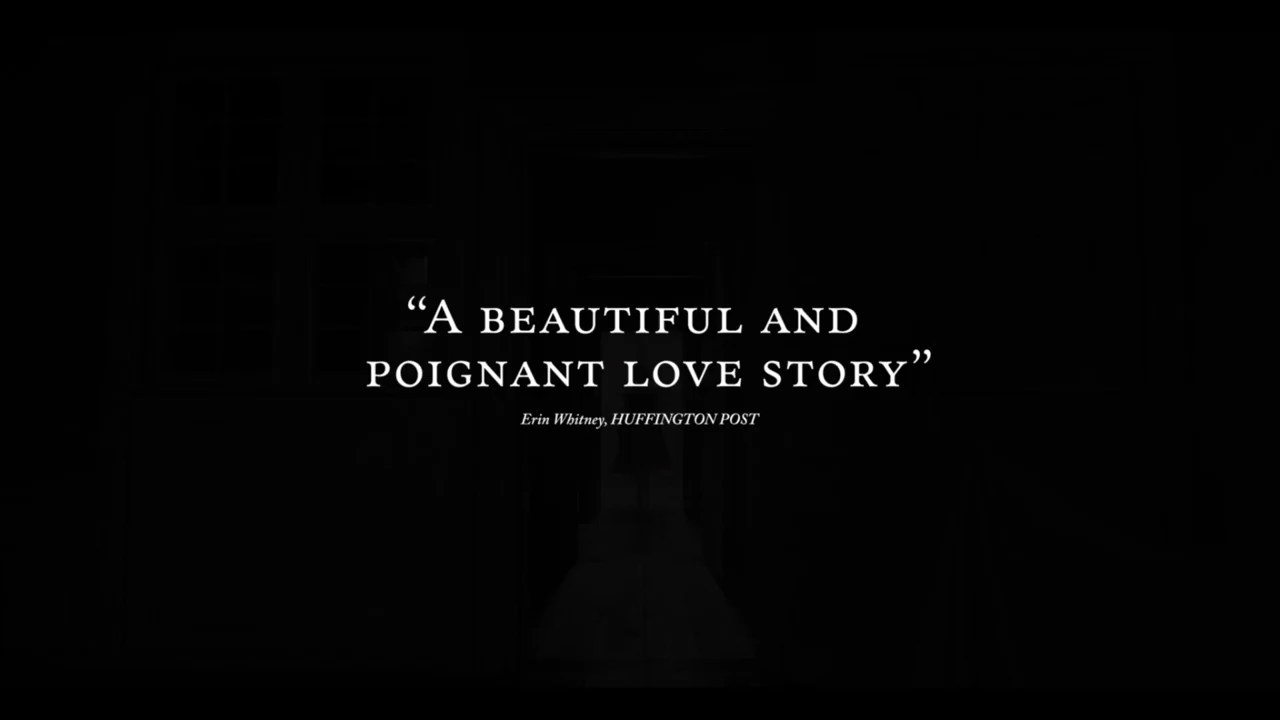 “A BEAUTIFUL AND
POIGNANT LOVE STORY”
Erin Whitney, HUFFINGTON POST